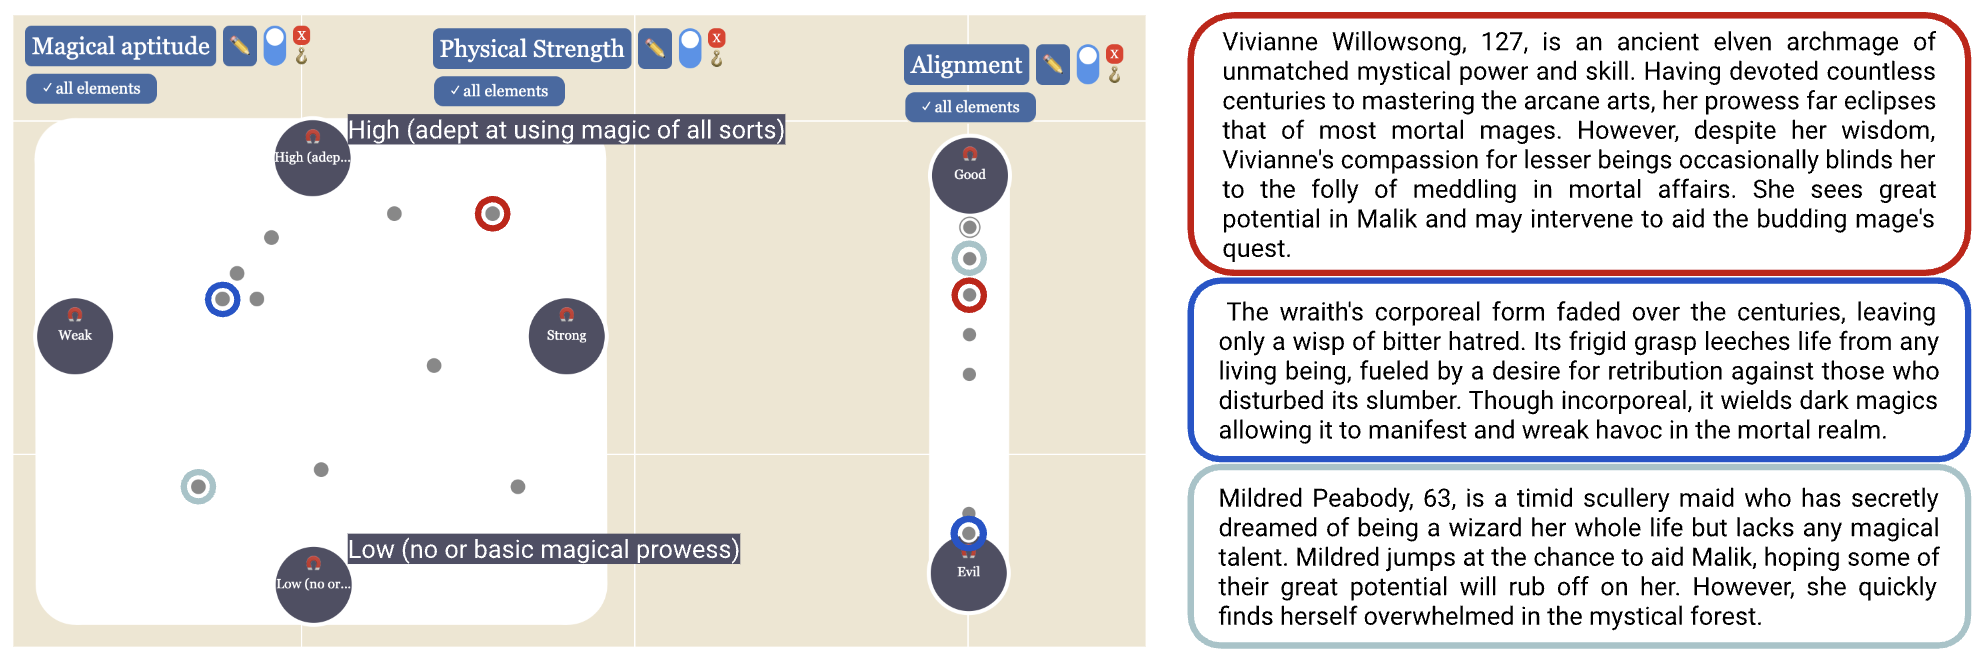 Magical aptitude
x
✓ all elements
Physical Strength
x
✓ all elements
Alignment
x
✓ all elements
High (adep...
High (adept at using magic of all sorts)
Weak
Strong
Low (no or basic magical prowess)
Low (no or...
Good
Evil
Vivianne Willowsong, 127, is an ancient elven archmage of
unmatched mystical power and skill. Having devoted countless
centuries to mastering the arcane arts, her prowess far eclipses
that of most mortal mages. However, despite her wisdom,
Vivianne's compassion for lesser beings occasionally blinds her
to the folly of meddling in mortal affairs. She sees great
potential in Malik and may intervene to aid the budding mage's
quest.
The wraith's corporeal form faded over the centuries, leaving
only a wisp of bitter hatred. Its frigid grasp leeches life from any
living being, fueled by a desire for retribution against those who
disturbed its slumber. Though incorporeal, it wields dark magics
allowing it to manifest and wreak havoc in the mortal realm.
Mildred Peabody, 63, is a timid scullery maid who has secretly
dreamed of being a wizard her whole life but lacks any magical
talent. Mildred jumps at the chance to aid Malik, hoping some of
their great potential will rub off on her. However, she quickly
finds herself overwhelmed in the mystical forest.